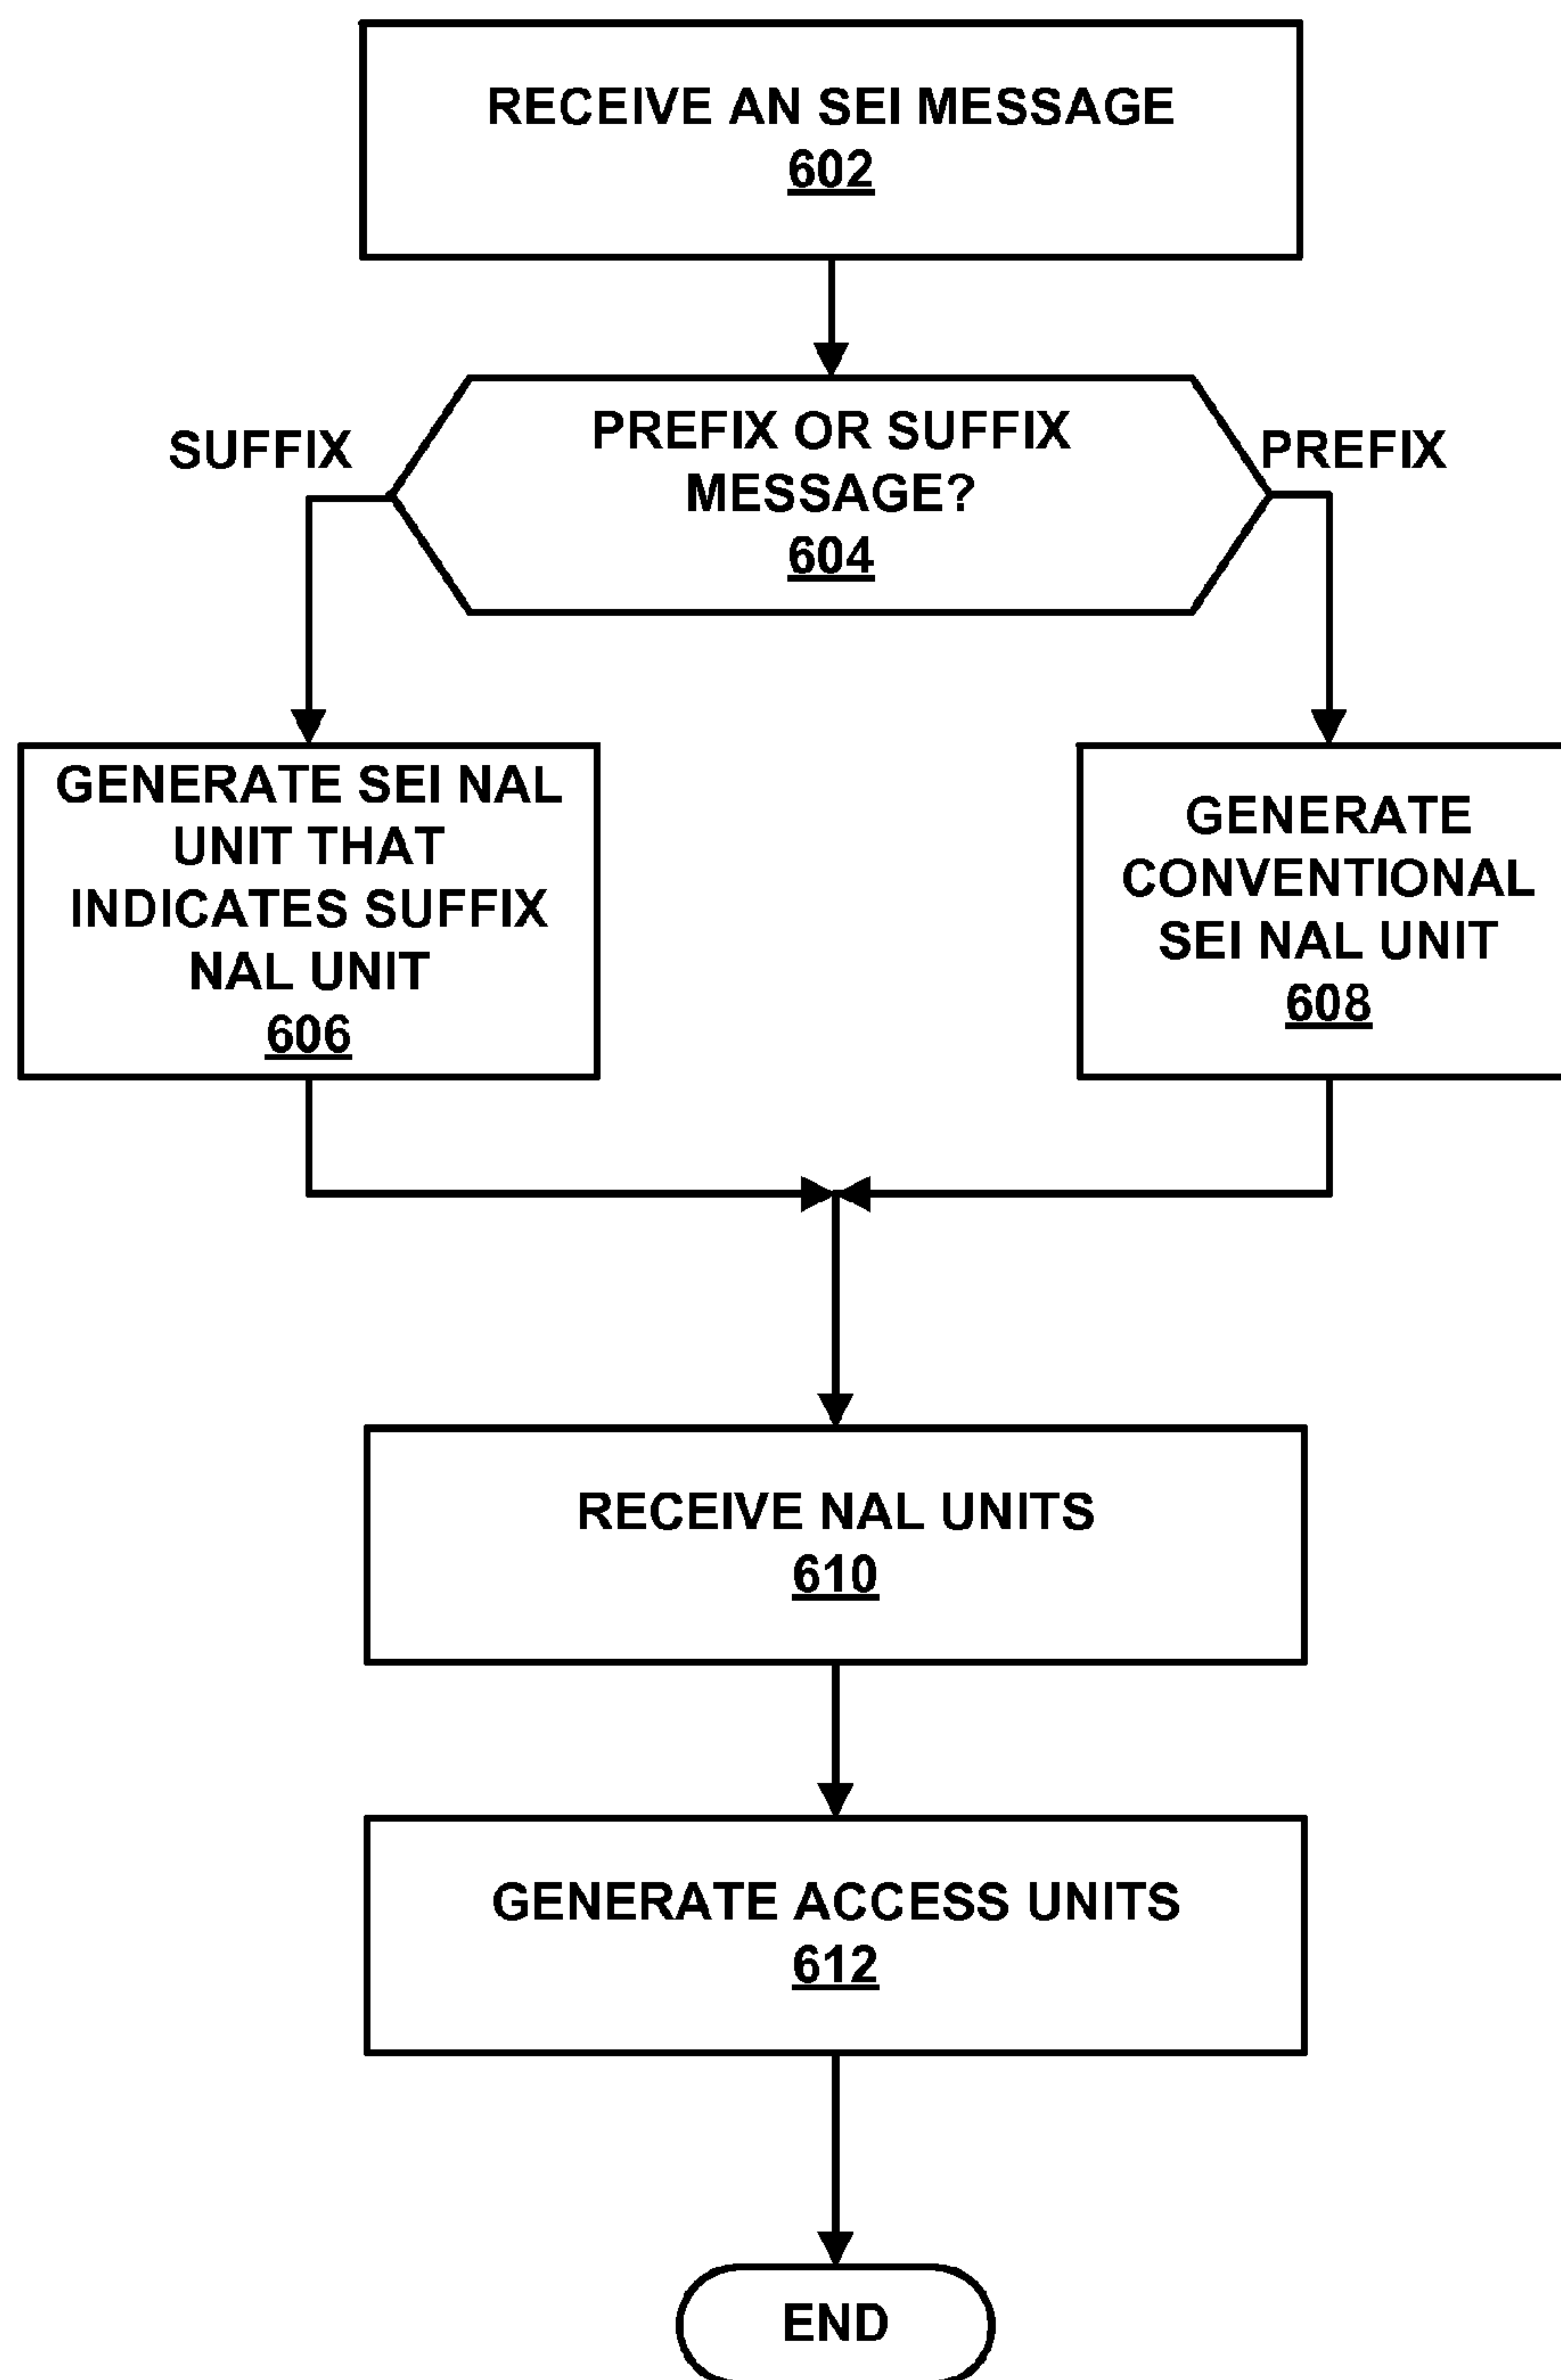 RECEIVE AN SEI MESSAGE
602
PREFIX OR SUFFIX
MESSAGE?
604
SUFFIX
PREFIX
GENERATE SEI NAL
UNIT THAT
INDICATES SUFFIX
NAL UNIT
606
GENERATE
CONVENTIONAL
SEI NAL UNIT
608
RECEIVE NAL UNITS
610
GENERATE ACCESS UNITS
612
END